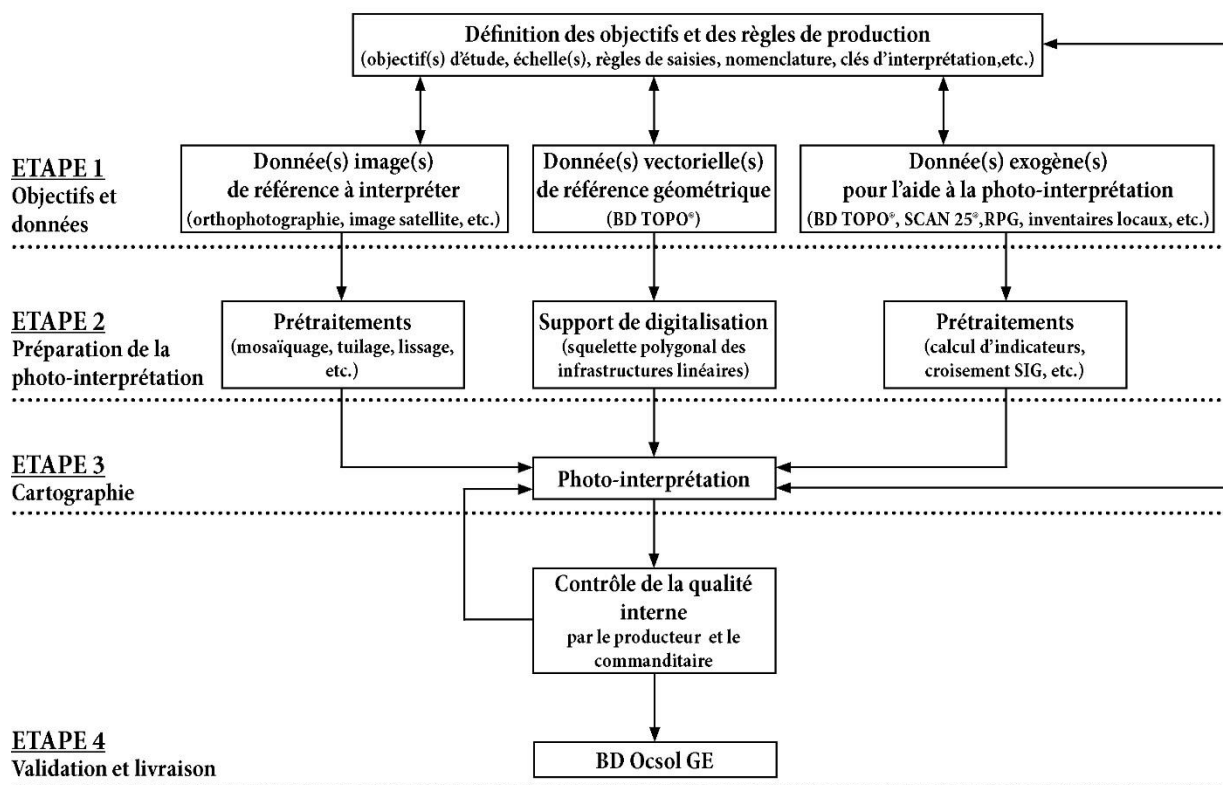 Définition des objectifs et des règles de production
(objectif(s) d'étude, échelle(s), règles de saisies, nomenclature, clés d'interprétation,etc.)
ETAPE 1
Objectifs et
données
Donnée(s) image(s)
de référence à interpréter
(orthophotographie, image satellite, etc.)
Donnée(s) vectorielle(s)
de référence géométrique
(BD TOPO®)
Donnée(s) exogène(s)
pour l'aide à la photo-interprétation
(BD TOPO®, SCAN 25®,RPG, inventaires locaux, etc.)
ETAPE 2
Préparation de la
photo-interprétation
Prétraitements
(mosaïquage, tuilage, lissage,
etc.)
Support de digitalisation
(squelette polygonal des
infrastructures linéaires)
Prétraitements
(calcul d'indicateurs,
croisement SIG, etc.)
ETAPE 3
Cartographie
Photo-interprétation
Contrôle de la qualité
interne
par le producteur et le
commanditaire
ETAPE 4
Validation et livraison
BD Ocsol GE